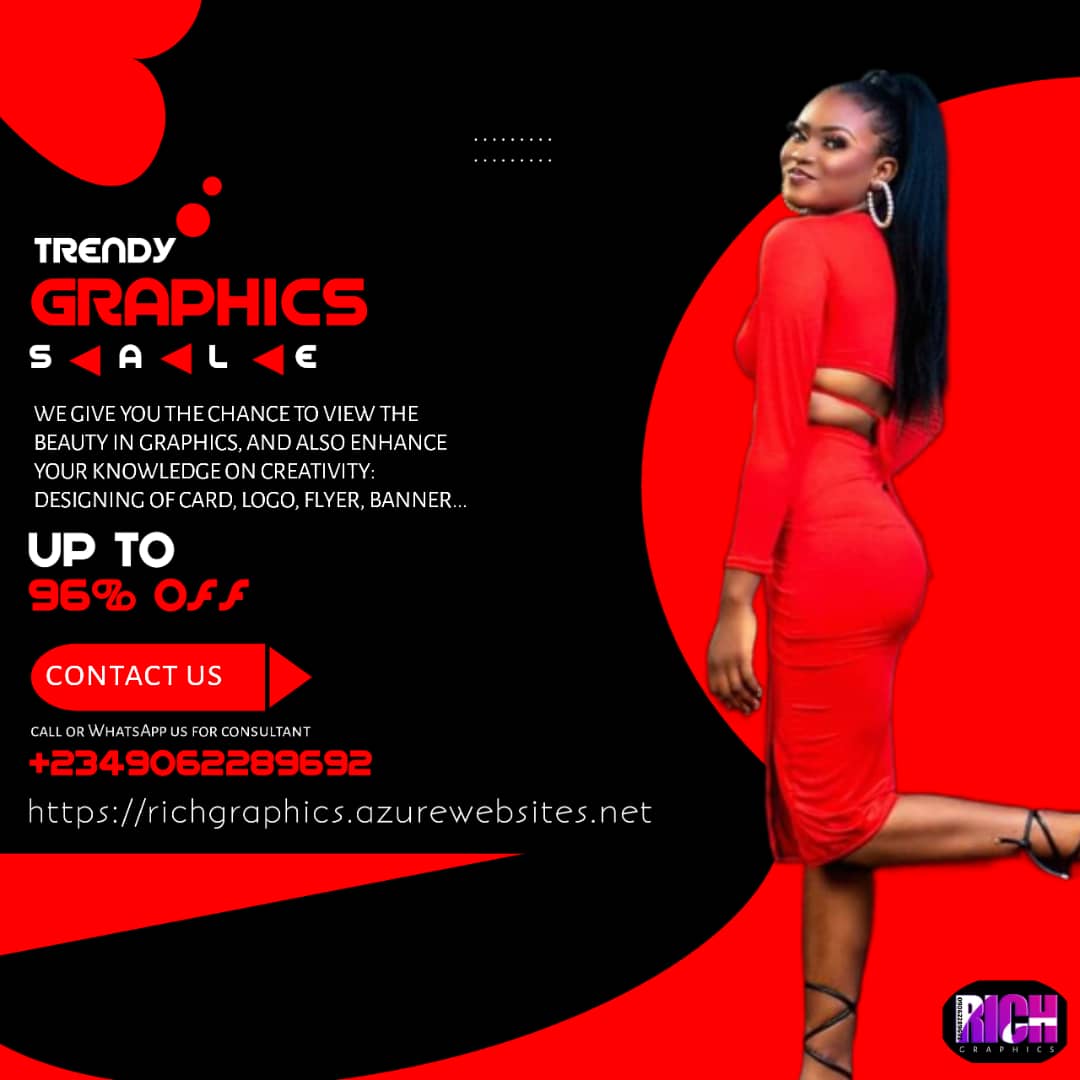 TRENDY
GRAPHICS
S A L E
WE GIVE YOU THE CHANCE TO VIEW THE
BEAUTY IN GRAPHICS, AND ALSO ENHANCE
YOUR KNOWLEDGE ON CREATIVITY:
DESIGNING OF CARD, LOGO, FLYER, BANNER...
UP TO
96% OFF
CONTACT US
CALL OR WHATSAPP US FOR CONSULTANT
+2349062289692
https://richgraphics.azurewebsites.net
RICH
GRAPHICS